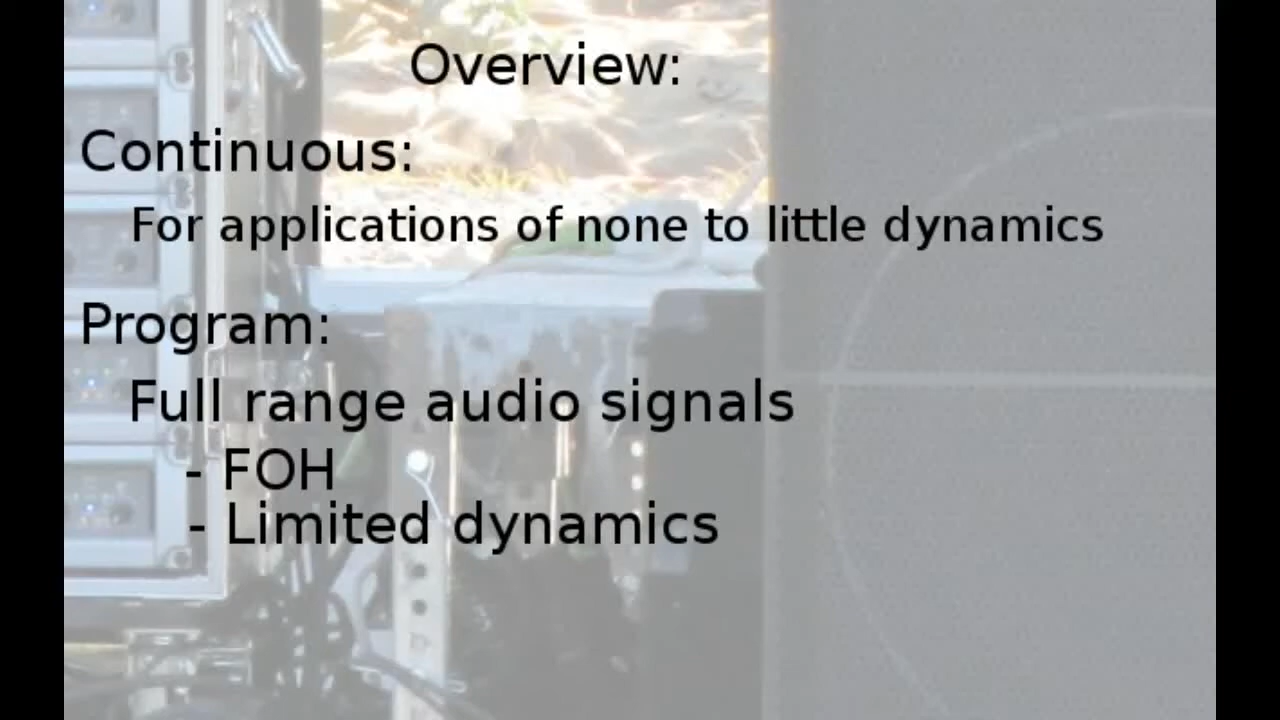 Overview:
Continuous:
For applications of none to little dynamics
Program:
Full range audio signals
- FOH
- Limited dynamics